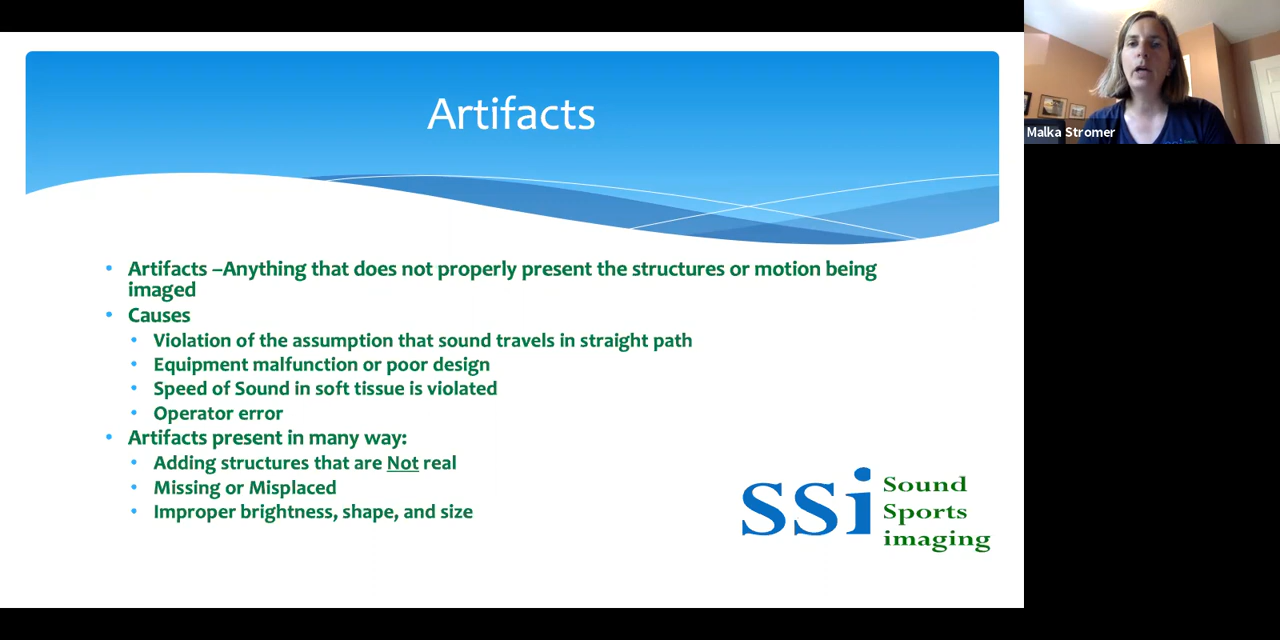 Artifacts
Malka Stromer
• Artifacts –Anything that does not properly present the structures or motion being
imaged
• Causes
• Violation of the assumption that sound travels in straight path
• Equipment malfunction or poor design
• Speed of Sound in soft tissue is violated
• Operator error
• Artifacts present in many way:
• Adding structures that are Not real
• Missing or Misplaced
• Improper brightness, shape, and size
ssi Sound
Sports
imaging